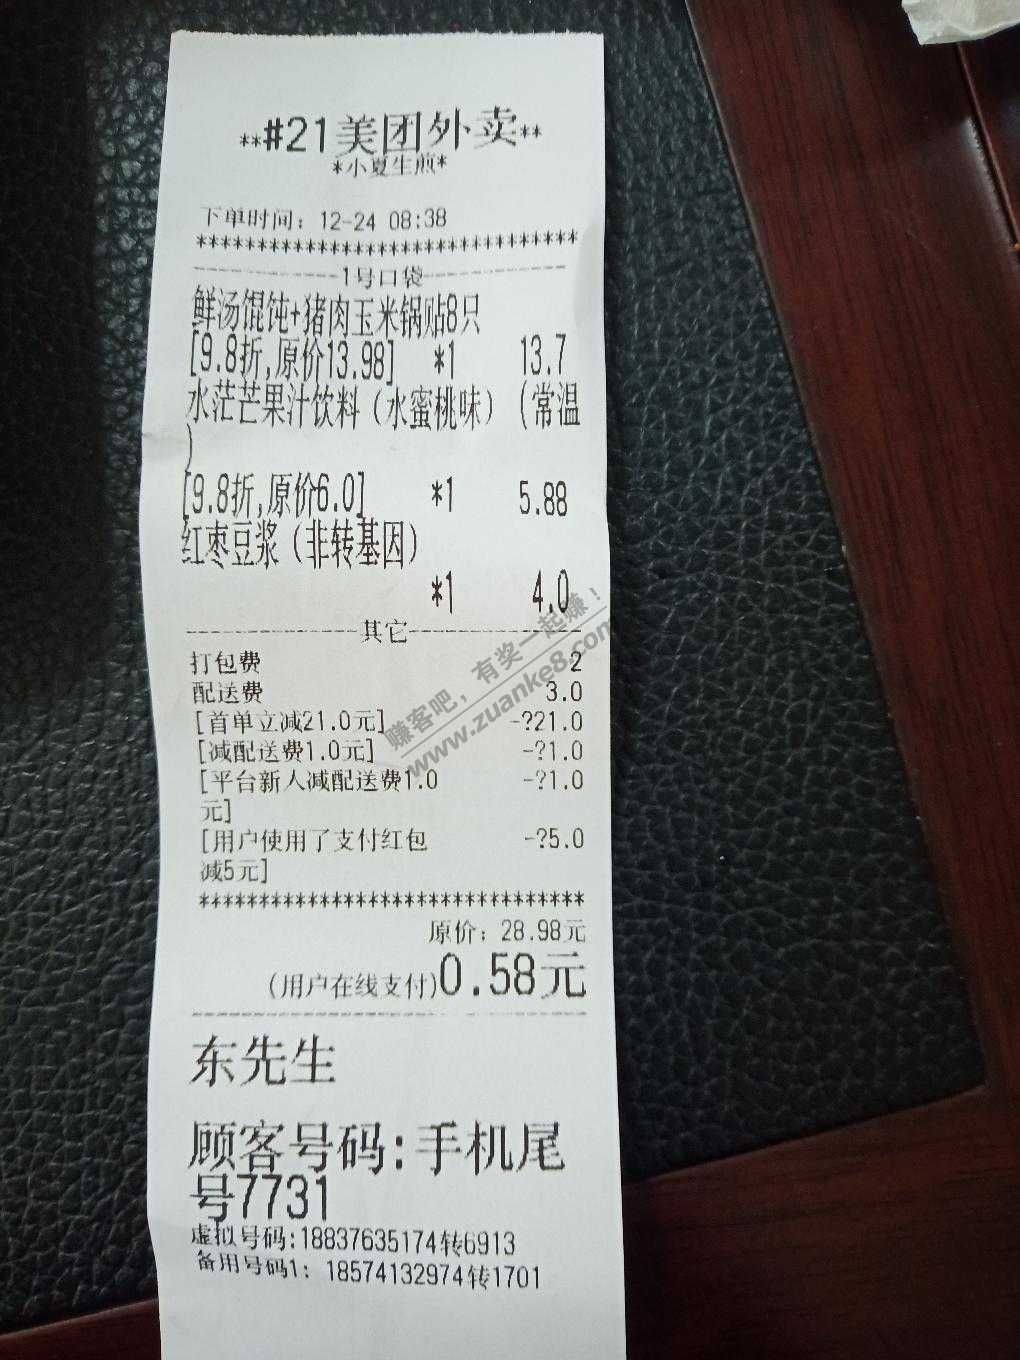 **#21美团外卖**
*小夏生煎*
下单时间: 12-24 08:38
********************************
1号口袋
鲜汤馄饨+猪肉玉米锅贴8只
[9.8折,原价13.98] *1 13.7
水茫芒果汁饮料（水蜜桃味）（常温
）
[9.8折,原价6.0] *1 5.88
红枣豆浆（非转基因）
*1 4.0
其它
打包费 2
配送费 3.0
[首单立减21.0元] -?21.0
[减配送费1.0元] -?1.0
[平台新人减配送费1.0 -?1.0
元]
[用户使用了支付红包 -?5.0
减5元]
********************************
原价: 28.98元
(用户在线支付)0.58元
东先生
顾客号码:手机尾
号7731
虚拟号码:18837635174转6913
备用号码1: 18574132974转1701
赚客吧，有奖一起赚！
www.zuanke8.com